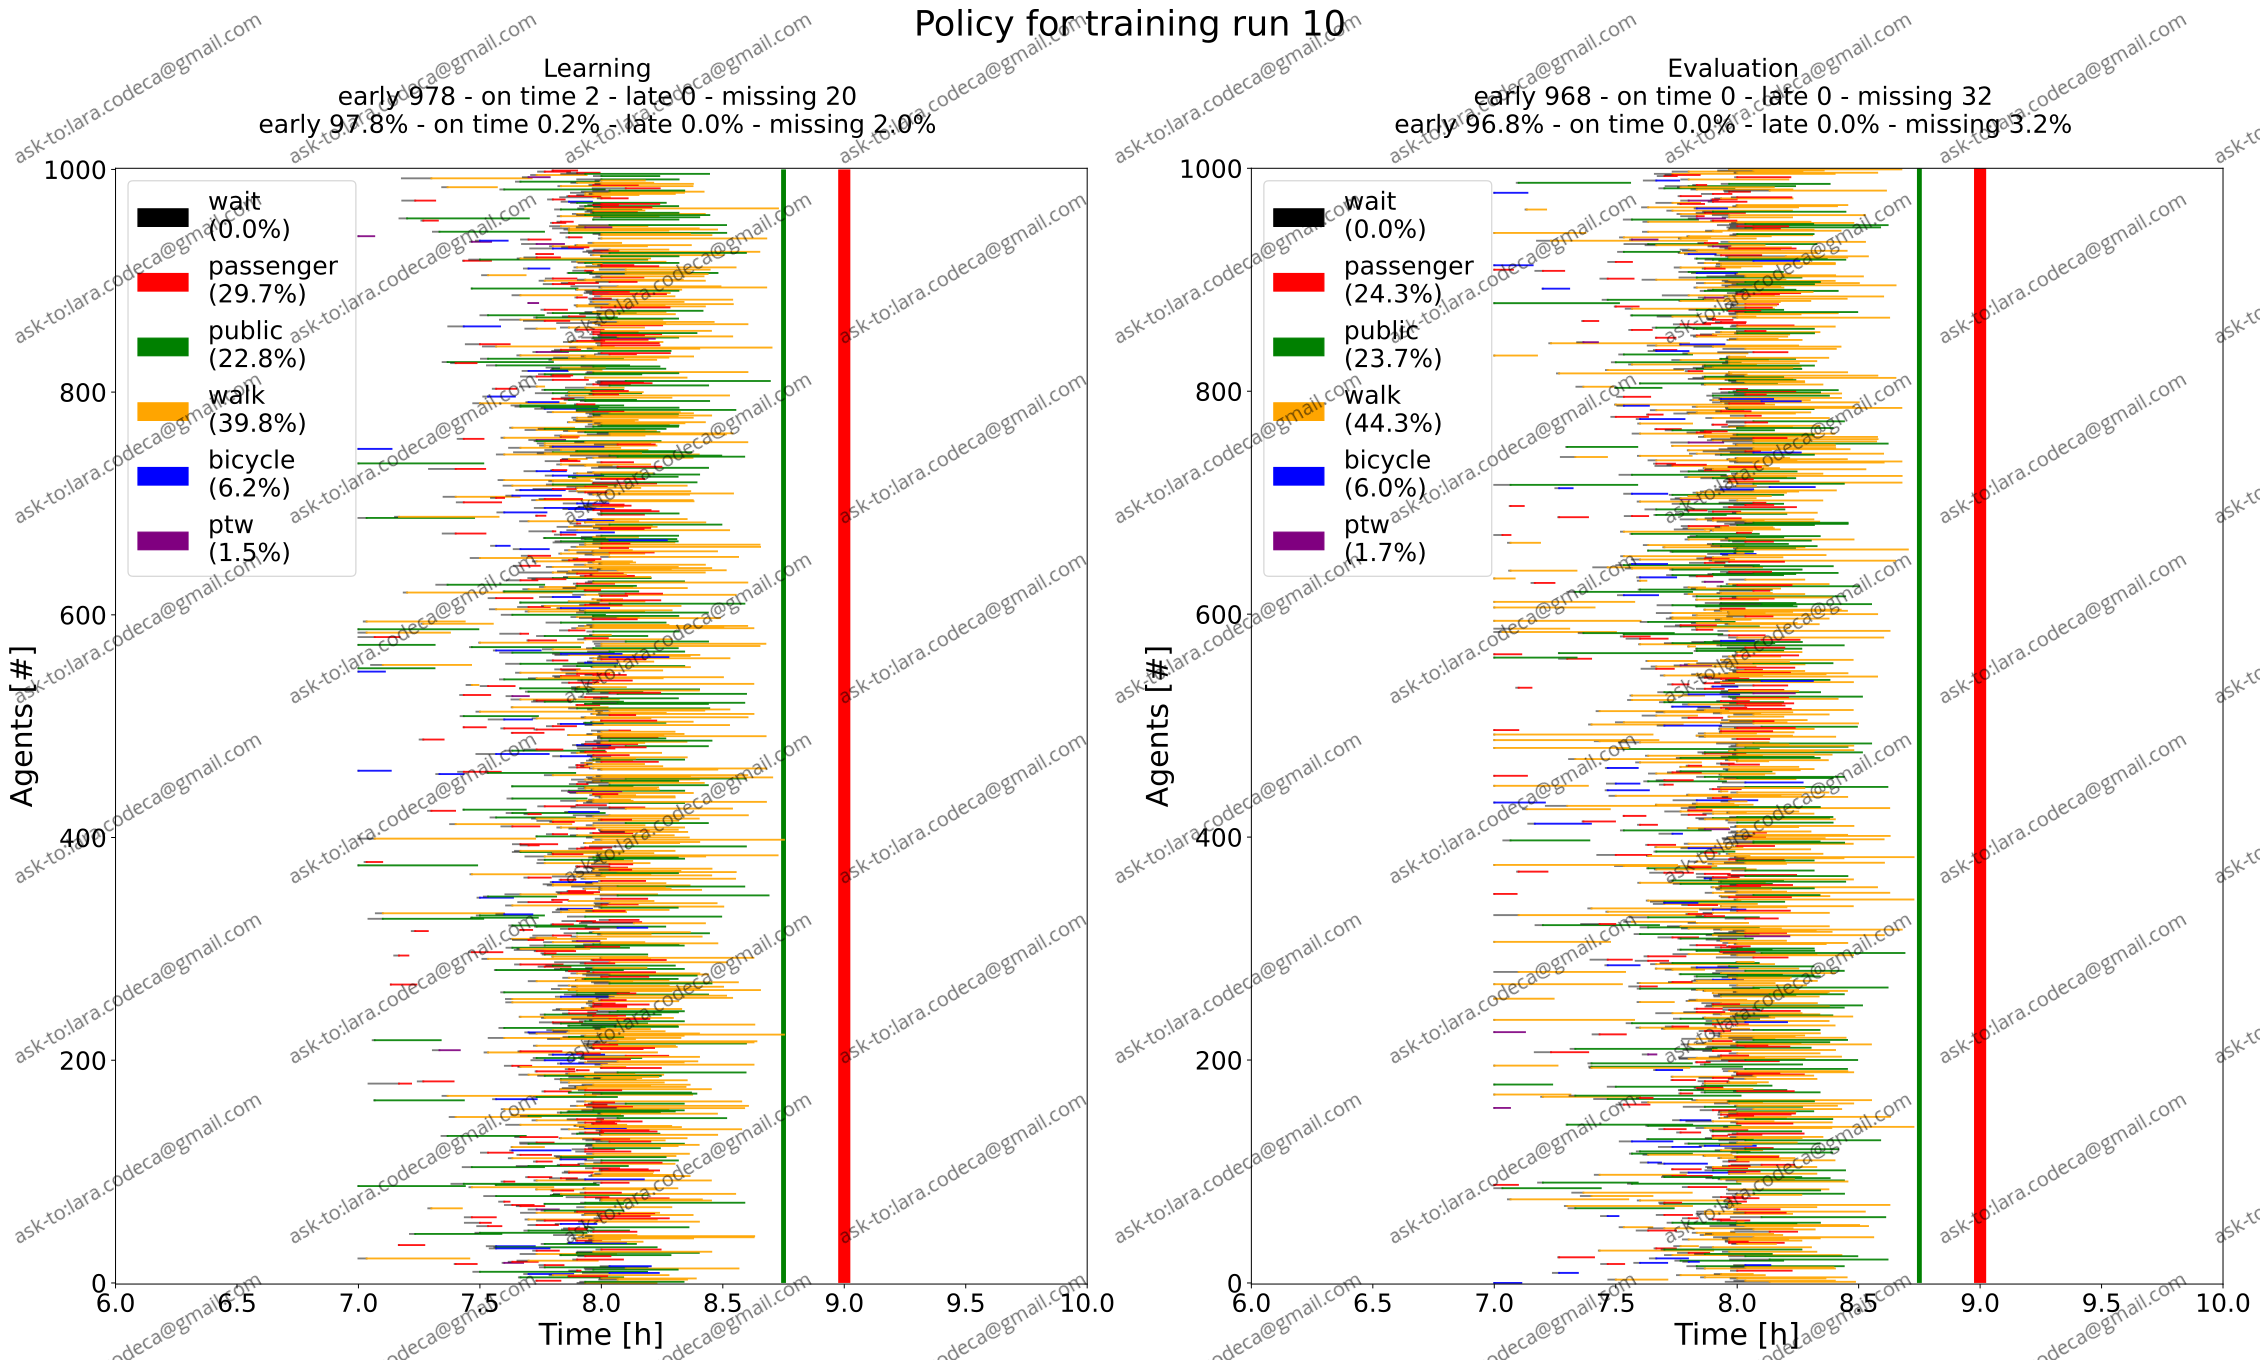 Policy for training run 10
Learning
early 978 - on time 2 - late 0 - missing 20
early 97.8% - on time 0.2% - late 0.0% - missing 2.0%
1000
800
600
400
200
0
Agents [#]
wait
(0.0%)
passenger
(29.7%)
public
(22.8%)
walk
(39.8%)
bicycle
(6.2%)
ptw
(1.5%)
6.0 6.5 7.0 7.5 8.0 8.5 9.0 9.5 10.0
Time [h]
Evaluation
early 968 - on time 0 - late 0 - missing 32
early 96.8% - on time 0.0% - late 0.0% - missing 3.2%
1000
800
600
400
200
0
Agents [#]
wait
(0.0%)
passenger
(24.3%)
public
(23.7%)
walk
(44.3%)
bicycle
(6.0%)
ptw
(1.7%)
6.0 6.5 7.0 7.5 8.0 8.5 9.0 9.5 10.0
Time [h]
ask-to:lara.codeca@gmail.com